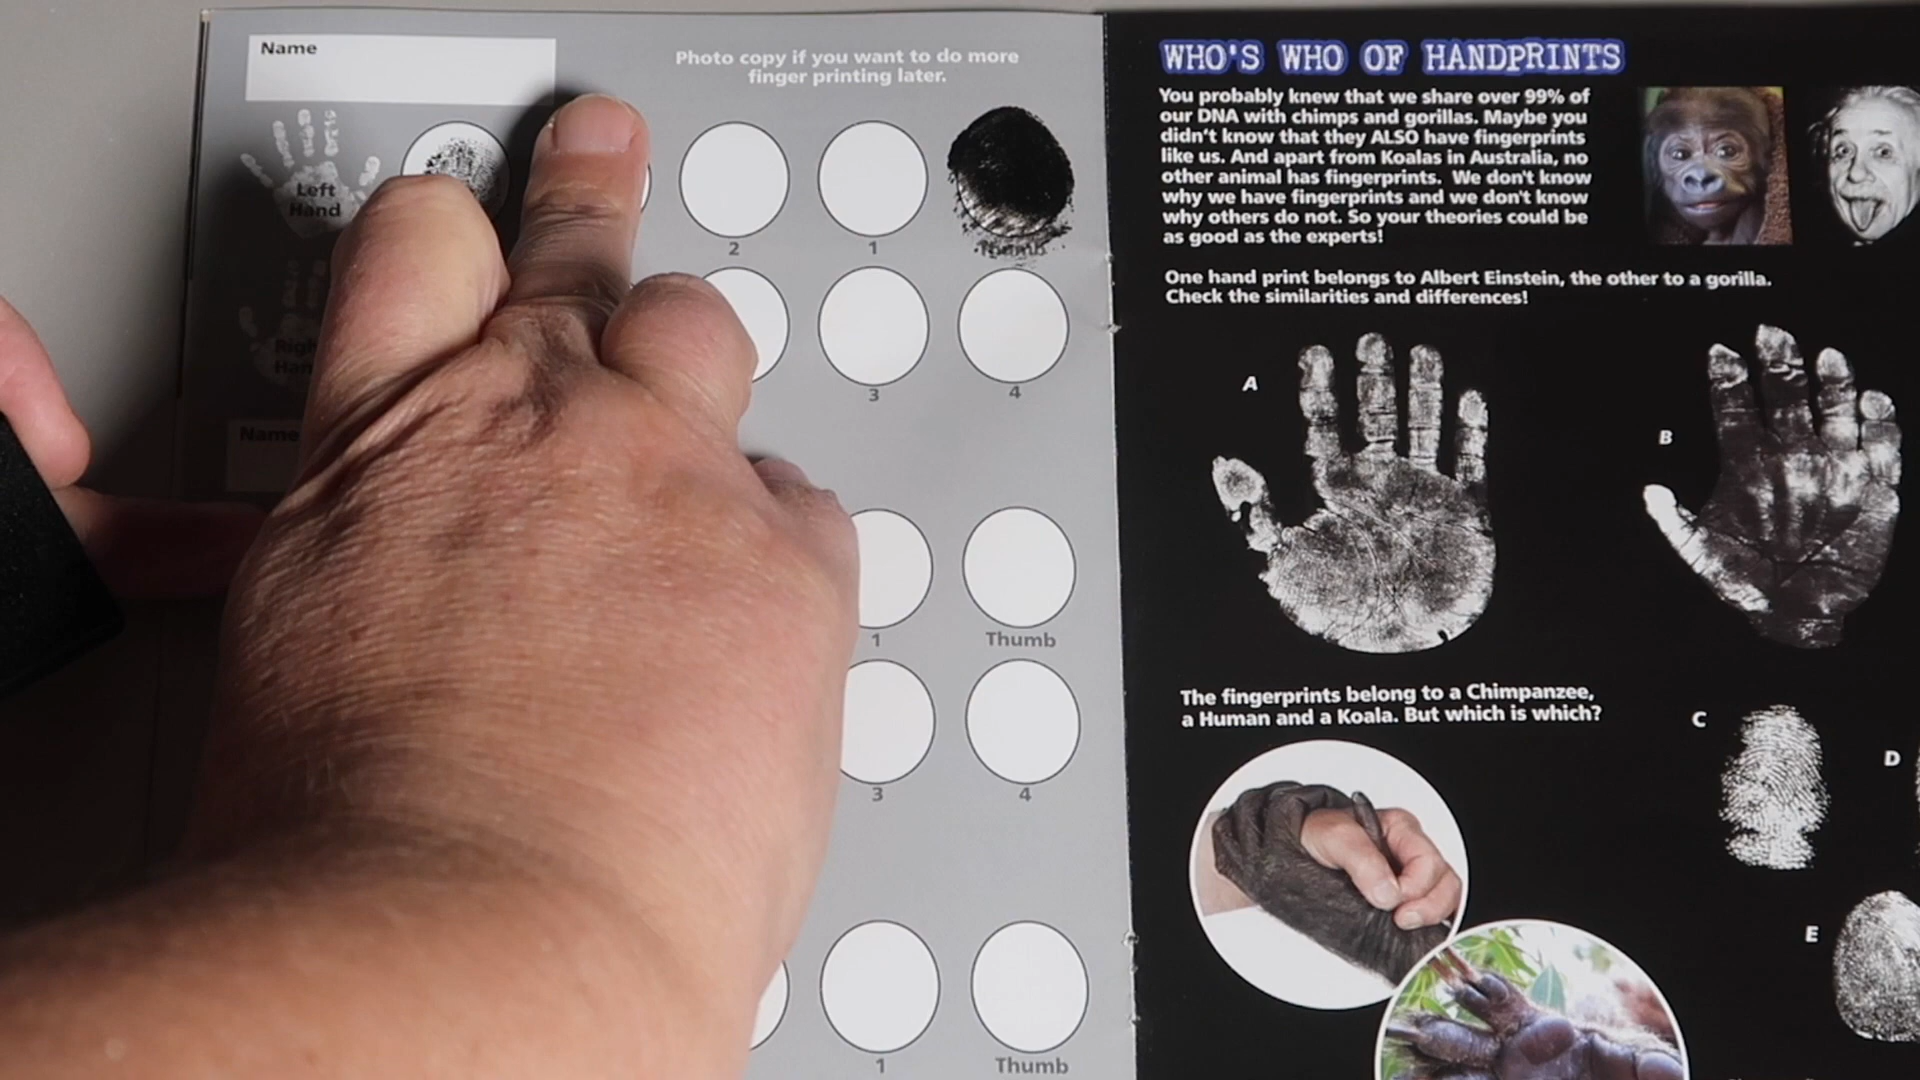 Name
Photo copy if you want to do more
finger printing later.
Left
Hand
2
1
Thumb
3
4
Name
1
Thumb
3
4
1
Thumb
WHO'S WHO OF HANDPRINTS
You probably knew that we share over 99% of
our DNA with chimps and gorillas. Maybe you
didn't know that they ALSO have fingerprints
like us. And apart from Koalas in Australia, no
other animal has fingerprints. We don't know
why we have fingerprints and we don't know
why others do not. So your theories could be
as good as the experts!
One hand print belongs to Albert Einstein, the other to a gorilla.
Check the similarities and differences!
A
B
The fingerprints belong to a Chimpanzee,
a Human and a Koala. But which is which?
C
D
E